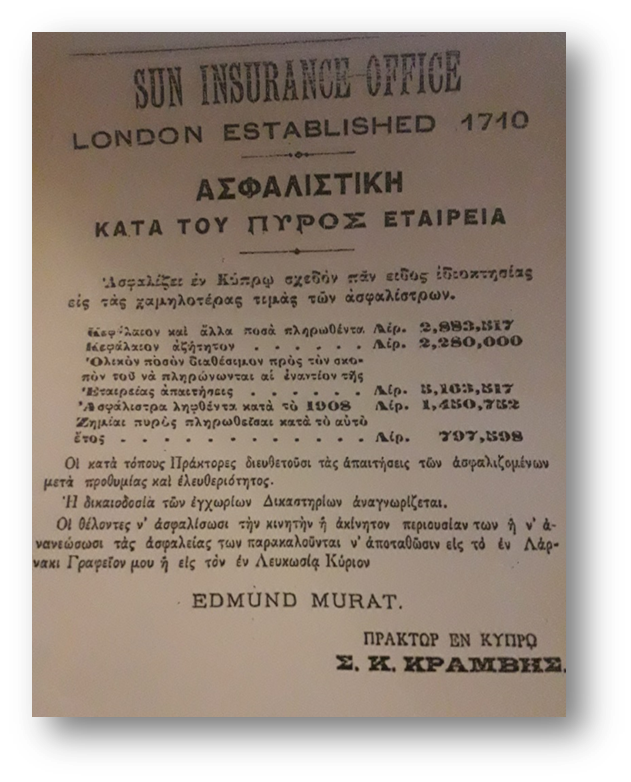 SUN INSURANCE OFFICE
LONDON ESTABLISHED 1710
ΑΣΦΑΛΙΣΤΙΚΗ
ΚΑΤΑ ΤΟΥ ΠΥΡΟΣ ΕΤΑΙΡΕΙΑ
Ἀσφαλίζει ἐν Κύπρῳ σχεδὸν πᾶν εἶδος ἰδιοκτησίας
εἰς τὰς χαμηλοτέρας τιμὰς τῶν ἀσφαλίστρων.
Κεφάλαιον καὶ ἄλλα ποσὰ πληρωθέντα Λίρ. 2,883,517
Κεφάλαιον ἀζήτητον . . . . . . Λίρ. 2,280,000
Ὁλικὸν ποσὸν διαθέσιμον πρὸς τὸν σκο-
πὸν τοῦ νὰ πληρώνωνται αἱ ἐναντίον τῆς
Ἑταιρείας ἀπαιτήσεις . . . . . . Λίρ. 5,163,517
Ἀσφάλιστρα ληφθέντα κατὰ τὸ 1908 Λίρ. 1,450,752
Ζημίαι πυρὸς πληρωθεῖσαι κατὰ τὸ αὐτὸ
ἔτος . . . . . . . . . . . Λίρ. 797,598
Οἱ κατὰ τόπους Πράκτορες διευθετοῦσι τὰς ἀπαιτήσεις τῶν ἀσφαλιζομένων
μετὰ προθυμίας καὶ ἐλευθεριότητος.
Ἡ δικαιοδοσία τῶν ἐγχωρίων Δικαστηρίων ἀναγνωρίζεται.
Οἱ θέλοντες ν' ἀσφαλίσωσι τὴν κινητὴν ἢ ἀκίνητον περιουσίαν των ἢ ν' ἀ-
νανεώσωσι τὰς ἀσφαλείας των παρακαλοῦνται ν' ἀποταθῶσιν εἰς τὸ ἐν Λάρ-
νακι Γραφεῖον μου ἢ εἰς τὸν ἐν Λευκωσίᾳ Κύριον
EDMUND MURAT.
ΠΡΑΚΤΩΡ ΕΝ ΚΥΠΡΩ
Σ. Κ. ΚΡΑΜΒΗΣ.